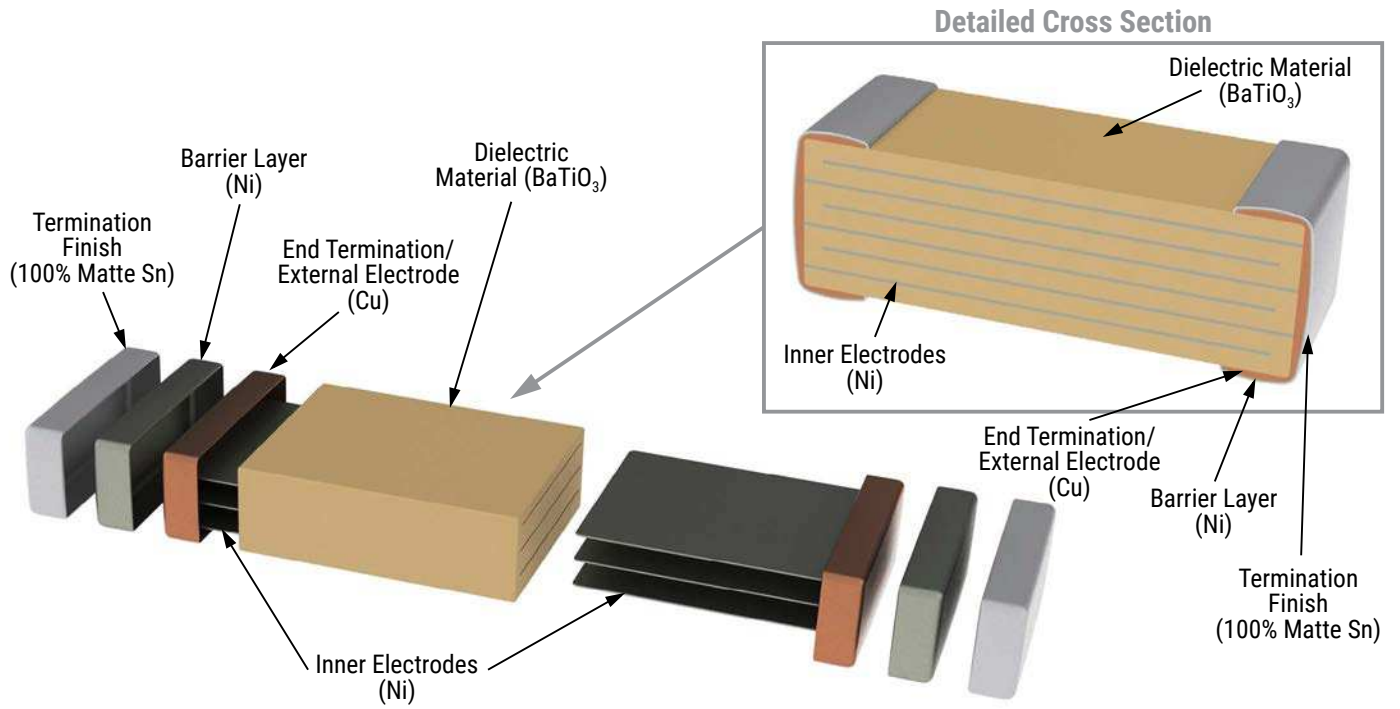 Detailed Cross Section
Dielectric Material
(BaTiO₃)
Inner Electrodes
(Ni)
End Termination/
External Electrode
(Cu)
Barrier Layer
(Ni)
Termination
Finish
(100% Matte Sn)
Termination
Finish
(100% Matte Sn)
Barrier Layer
(Ni)
End Termination/
External Electrode
(Cu)
Dielectric
Material (BaTiO₃)
Inner Electrodes
(Ni)